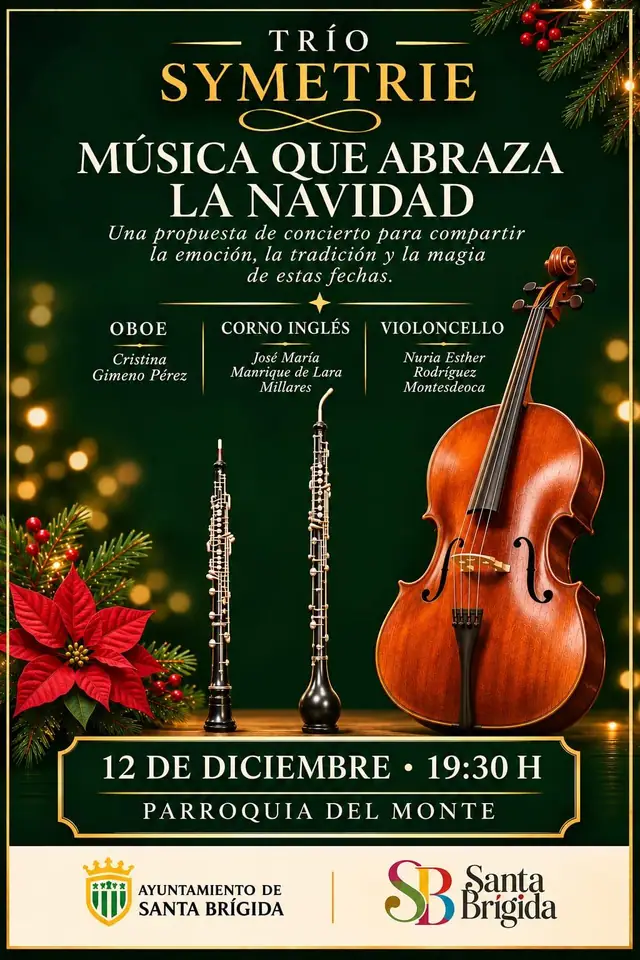 TRÍO
SYMETRIE
MÚSICA QUE ABRAZA
LA NAVIDAD
Una propuesta de concierto para compartir
la emoción, la tradición y la magia
de estas fechas.
OBOE
Cristina
Gimeno Pérez
CORNO INGLÉS
José María
Manrique de Lara
Millares
VIOLONCELLO
Nuria Esther
Rodríguez
Montesdeoca
12 DE DICIEMBRE • 19:30 H
PARROQUIA DEL MONTE
AYUNTAMIENTO DE
SANTA BRÍGIDA
SB
Santa
Brígida